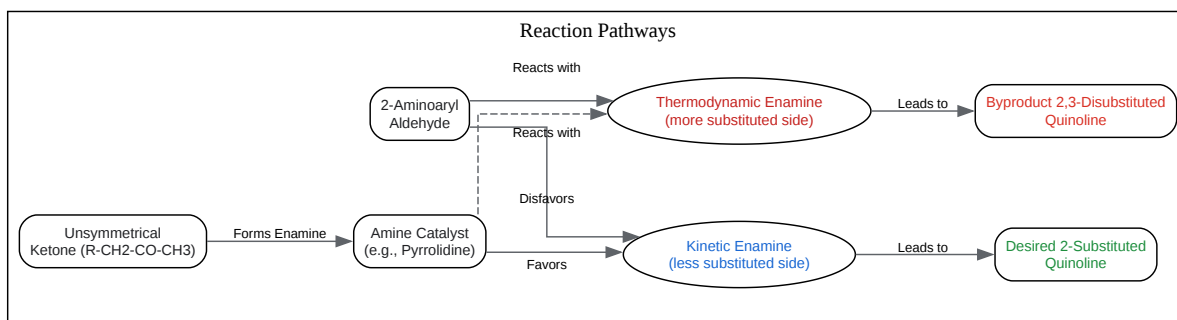 Reaction Pathways
Reacts with
2-Aminoaryl
Aldehyde
Thermodynamic Enamine
(more substituted side)
Leads to
Byproduct 2,3-Disubstituted
Quinoline
Reacts with
Disfavors
Unsymmetrical
Ketone (R-CH2-CO-CH3)
Forms Enamine
Amine Catalyst
(e.g., Pyrrolidine)
Favors
Kinetic Enamine
(less substituted side)
Leads to
Desired 2-Substituted
Quinoline